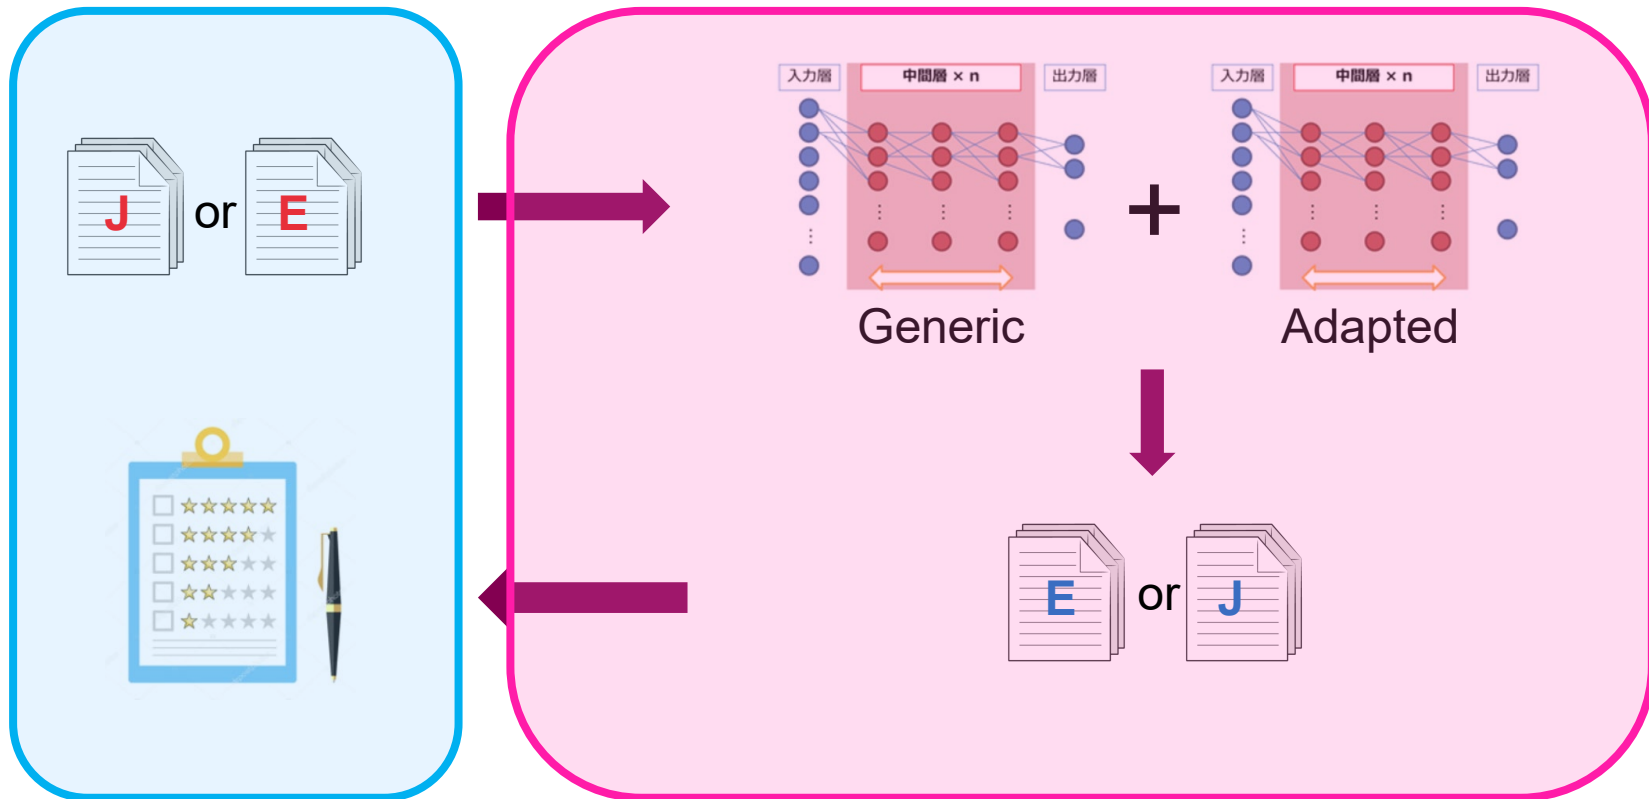 J or E
入力層 中間層 × n 出力層
Generic
+
入力層 中間層 × n 出力層
Adapted
E or J